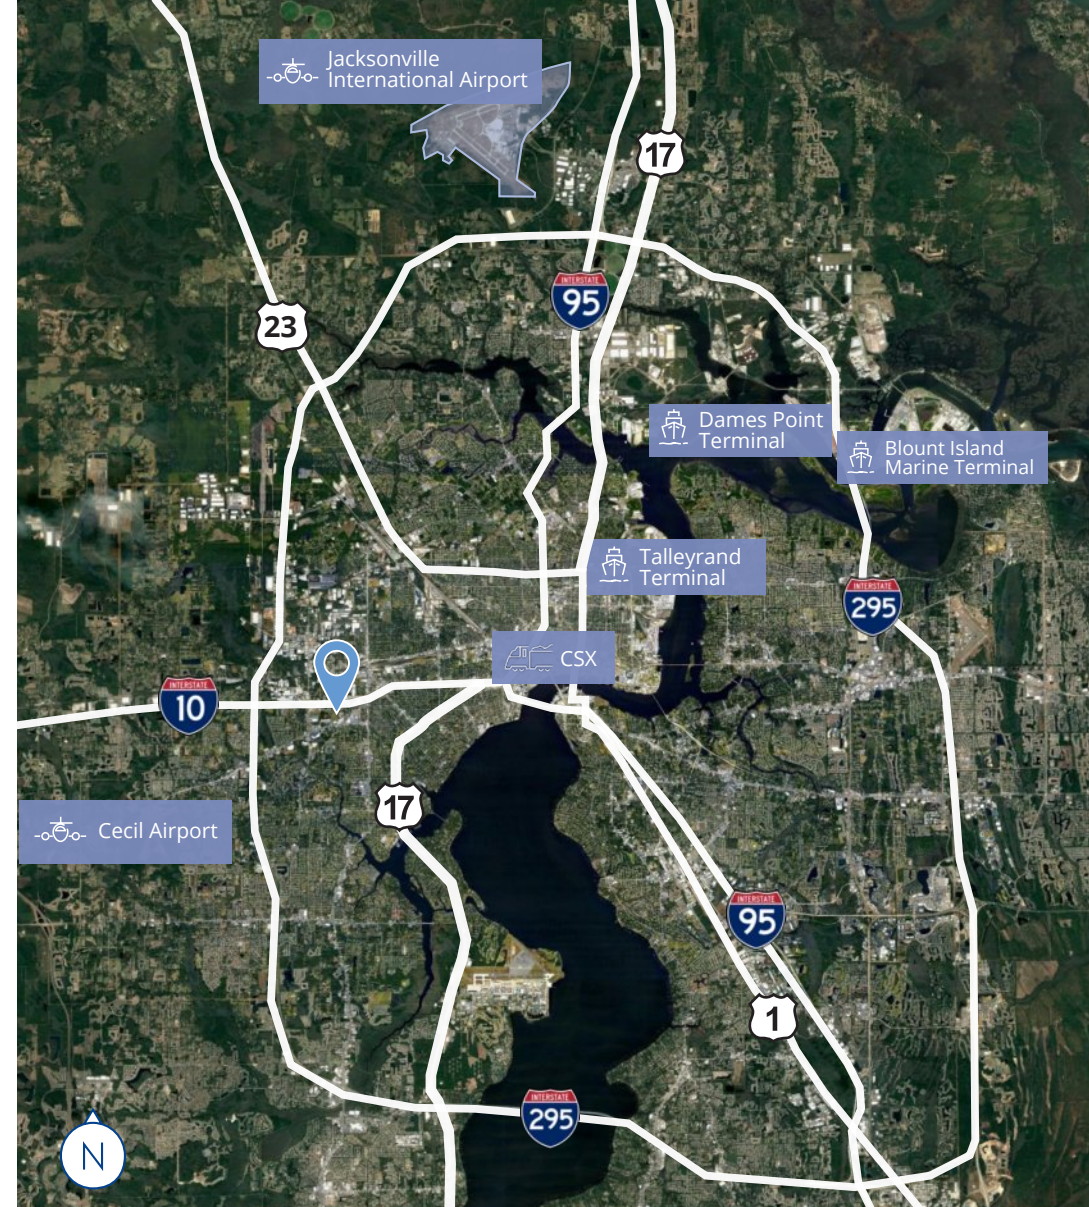 Jacksonville
International Airport
17
INTERSTATE
95
23
Dames Point
Terminal
Blount Island
Marine Terminal
Talleyrand
Terminal
INTERSTATE
295
CSX
INTERSTATE
10
17
Cecil Airport
INTERSTATE
95
1
INTERSTATE
295
N